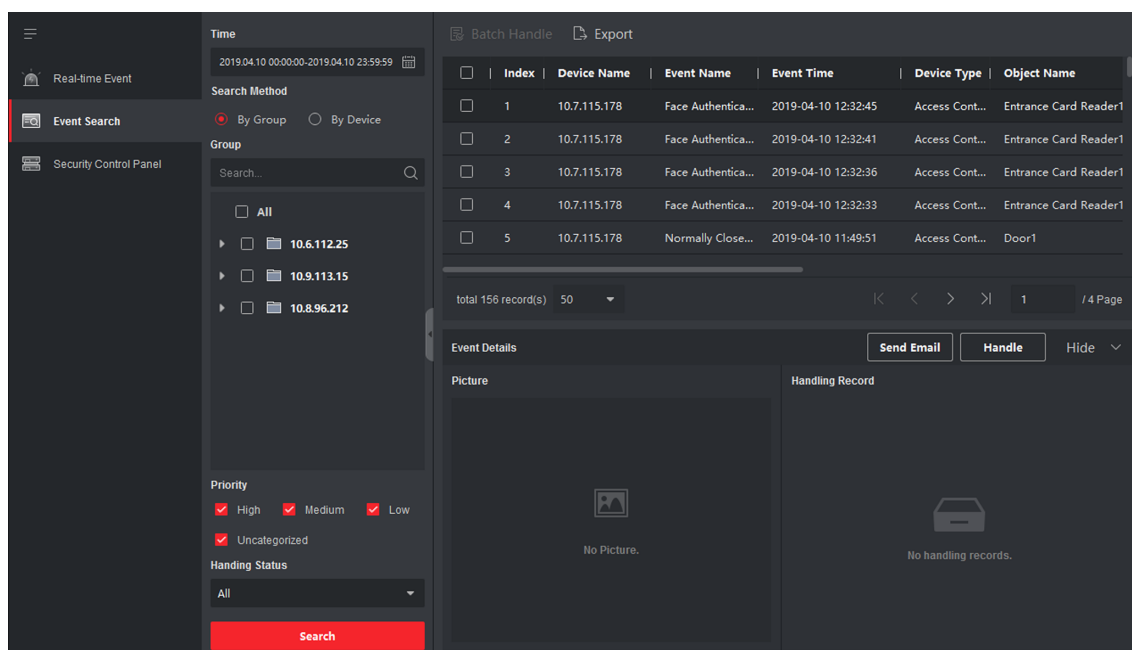 Real-time Event
Event Search
Security Control Panel
Time
2019.04.10 00:00:00-2019.04.10 23:59:59
Search Method
By Group By Device
Group
Search...
All
10.6.112.25
10.9.113.15
10.8.96.212
Priority
High Medium Low
Uncategorized
Handing Status
All
Search
Batch Handle Export
Index Device Name Event Name Event Time Device Type Object Name
1 10.7.115.178 Face Authentica... 2019-04-10 12:32:45 Access Cont... Entrance Card Reader1
2 10.7.115.178 Face Authentica... 2019-04-10 12:32:41 Access Cont... Entrance Card Reader1
3 10.7.115.178 Face Authentica... 2019-04-10 12:32:36 Access Cont... Entrance Card Reader1
4 10.7.115.178 Face Authentica... 2019-04-10 12:32:33 Access Cont... Entrance Card Reader1
5 10.7.115.178 Normally Close... 2019-04-10 11:49:51 Access Cont... Door1
total 156 record(s) 50 1 / 4 Page
Event Details Send Email Handle Hide
Picture Handling Record
No Picture.
No handling records.